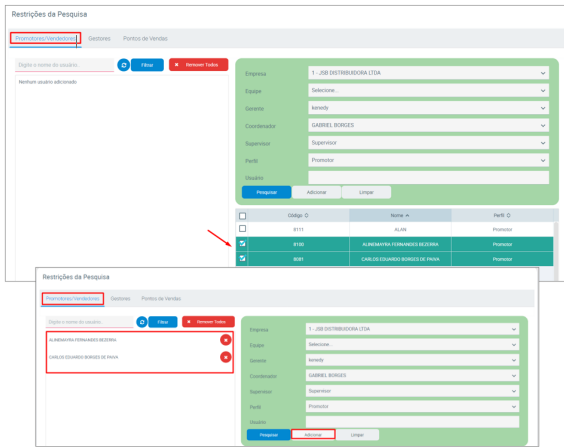 Restrições da Pesquisa
Promotores/Vendedores Gestores Pontos de Vendas
Digite o nome do usuário... Filtrar Remover Todos
Nenhum usuário adicionado
Empresa 1 - JSB DISTRIBUIDORA LTDA
Equipe Selecione...
Gerente kenedy
Coordenador GABRIEL BORGES
Supervisor Supervisor
Perfil Promotor
Usuário
Pesquisar Adicionar Limpar
Código Nome Perfil
8111 ALAN Promotor
8100 ALINEMAYRA FERNANDES BEZERRA Promotor
9081 CARLOS EDUARDO BORGES DE PAIVA Promotor
Restrições da Pesquisa
Promotores/Vendedores Gestores Pontos de Vendas
Digite o nome do usuário... Filtrar Remover Todos
ALINEMAYRA FERNANDES BEZERRA
CARLOS EDUARDO BORGES DE PAIVA
Empresa 1 - JSB DISTRIBUIDORA LTDA
Equipe Selecione...
Gerente kenedy
Coordenador GABRIEL BORGES
Supervisor Supervisor
Perfil Promotor
Usuário
Pesquisar Adicionar Limpar